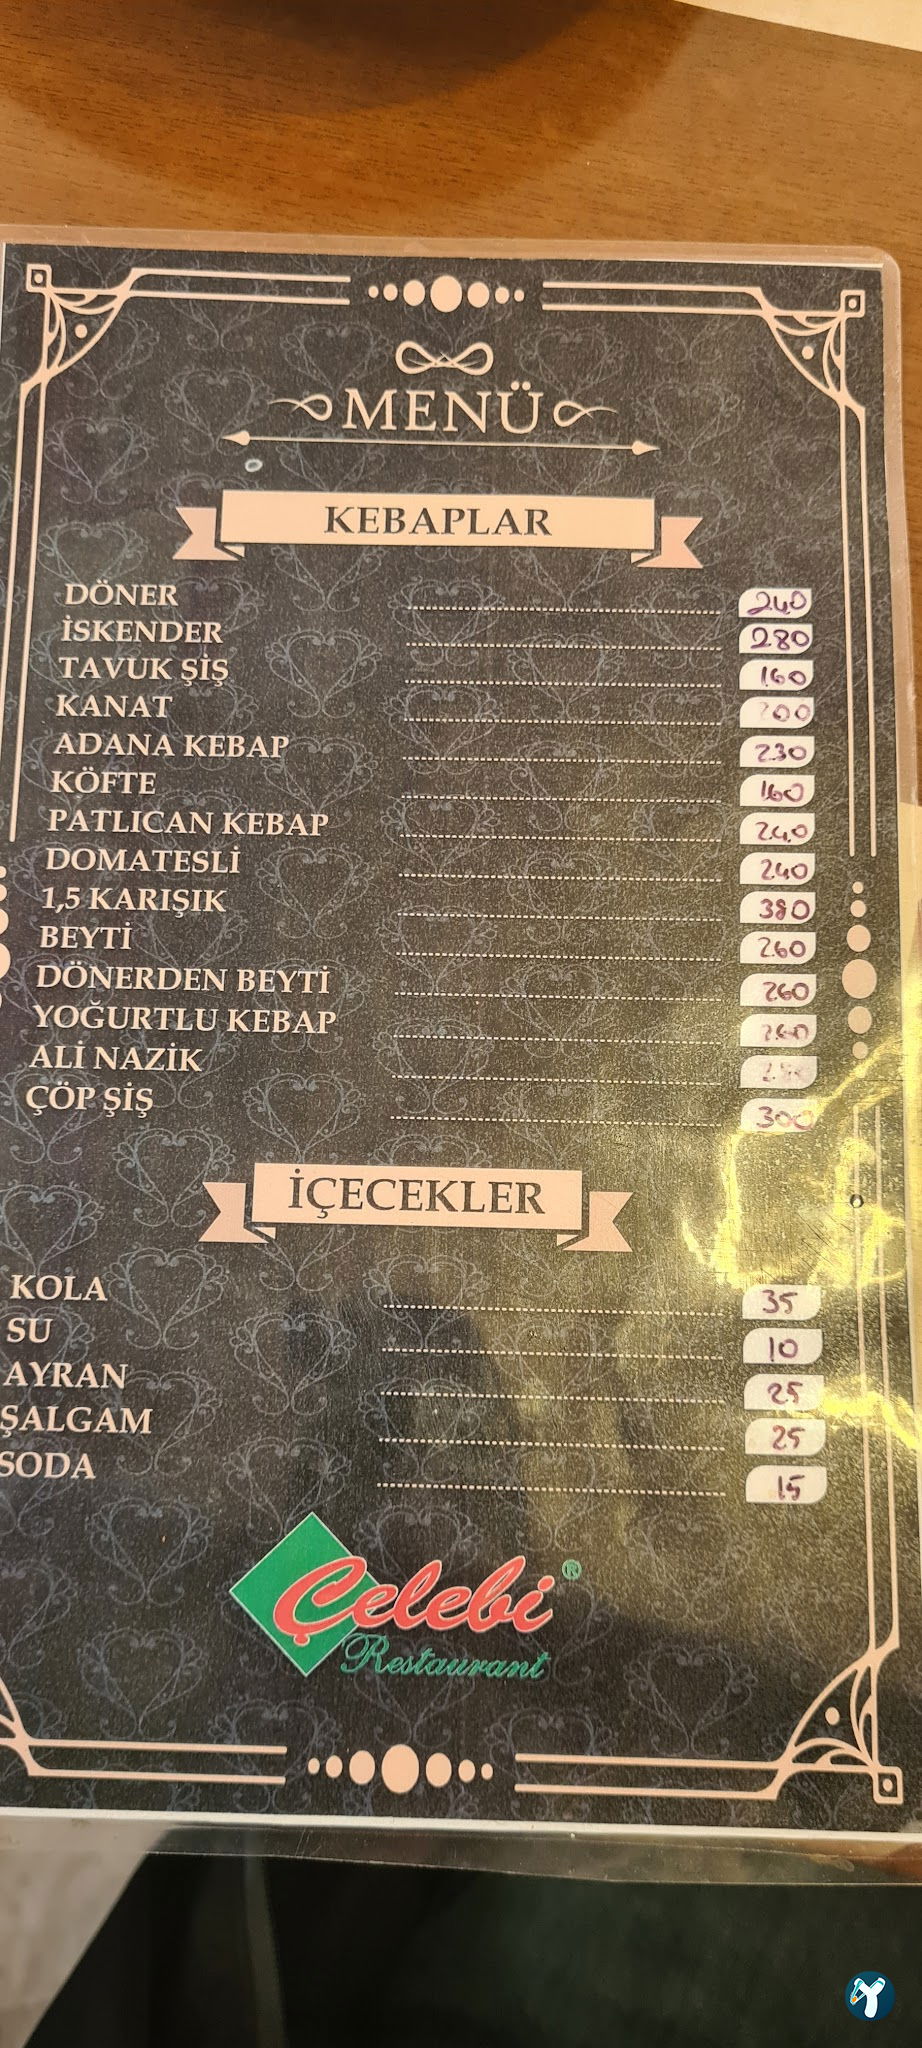 MENÜ
KEBAPLAR
DÖNER 240
İSKENDER 280
TAVUK ŞİŞ 160
KANAT
ADANA KEBAP 230
KÖFTE 160
PATLICAN KEBAP 240
DOMATESLİ 240
1,5 KARIŞIK 380
BEYTİ 260
DÖNERDEN BEYTİ 260
YOĞURTLU KEBAP 260
ALİ NAZİK
ÇÖP ŞİŞ 300
İÇECEKLER
KOLA 35
SU 10
AYRAN 25
ŞALGAM 25
SODA 15
Çelebi ®
Restaurant